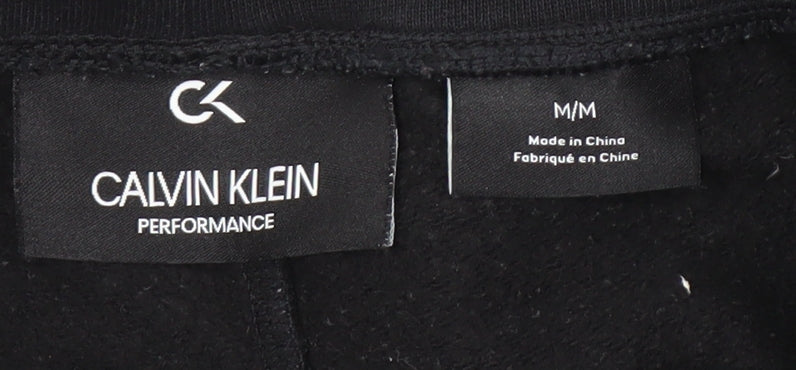 CK
CALVIN KLEIN
PERFORMANCE
M/M
Made in China
Fabriqué en Chine